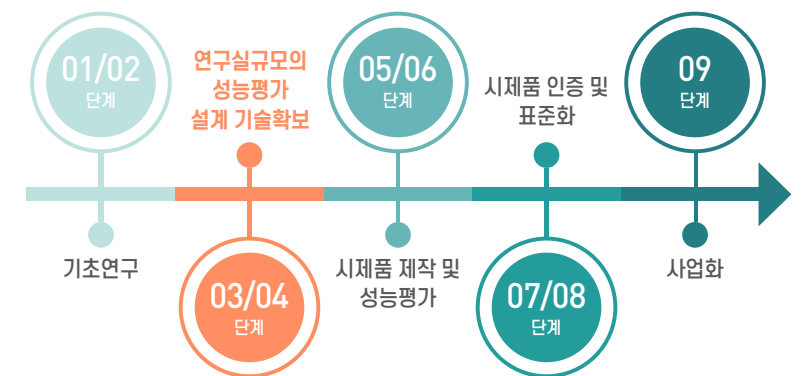 01/02
단계
기초연구
연구실규모의
성능평가
설계 기술확보
03/04
단계
05/06
단계
시제품 제작 및
성능평가
시제품 인증 및
표준화
07/08
단계
09
단계
사업화